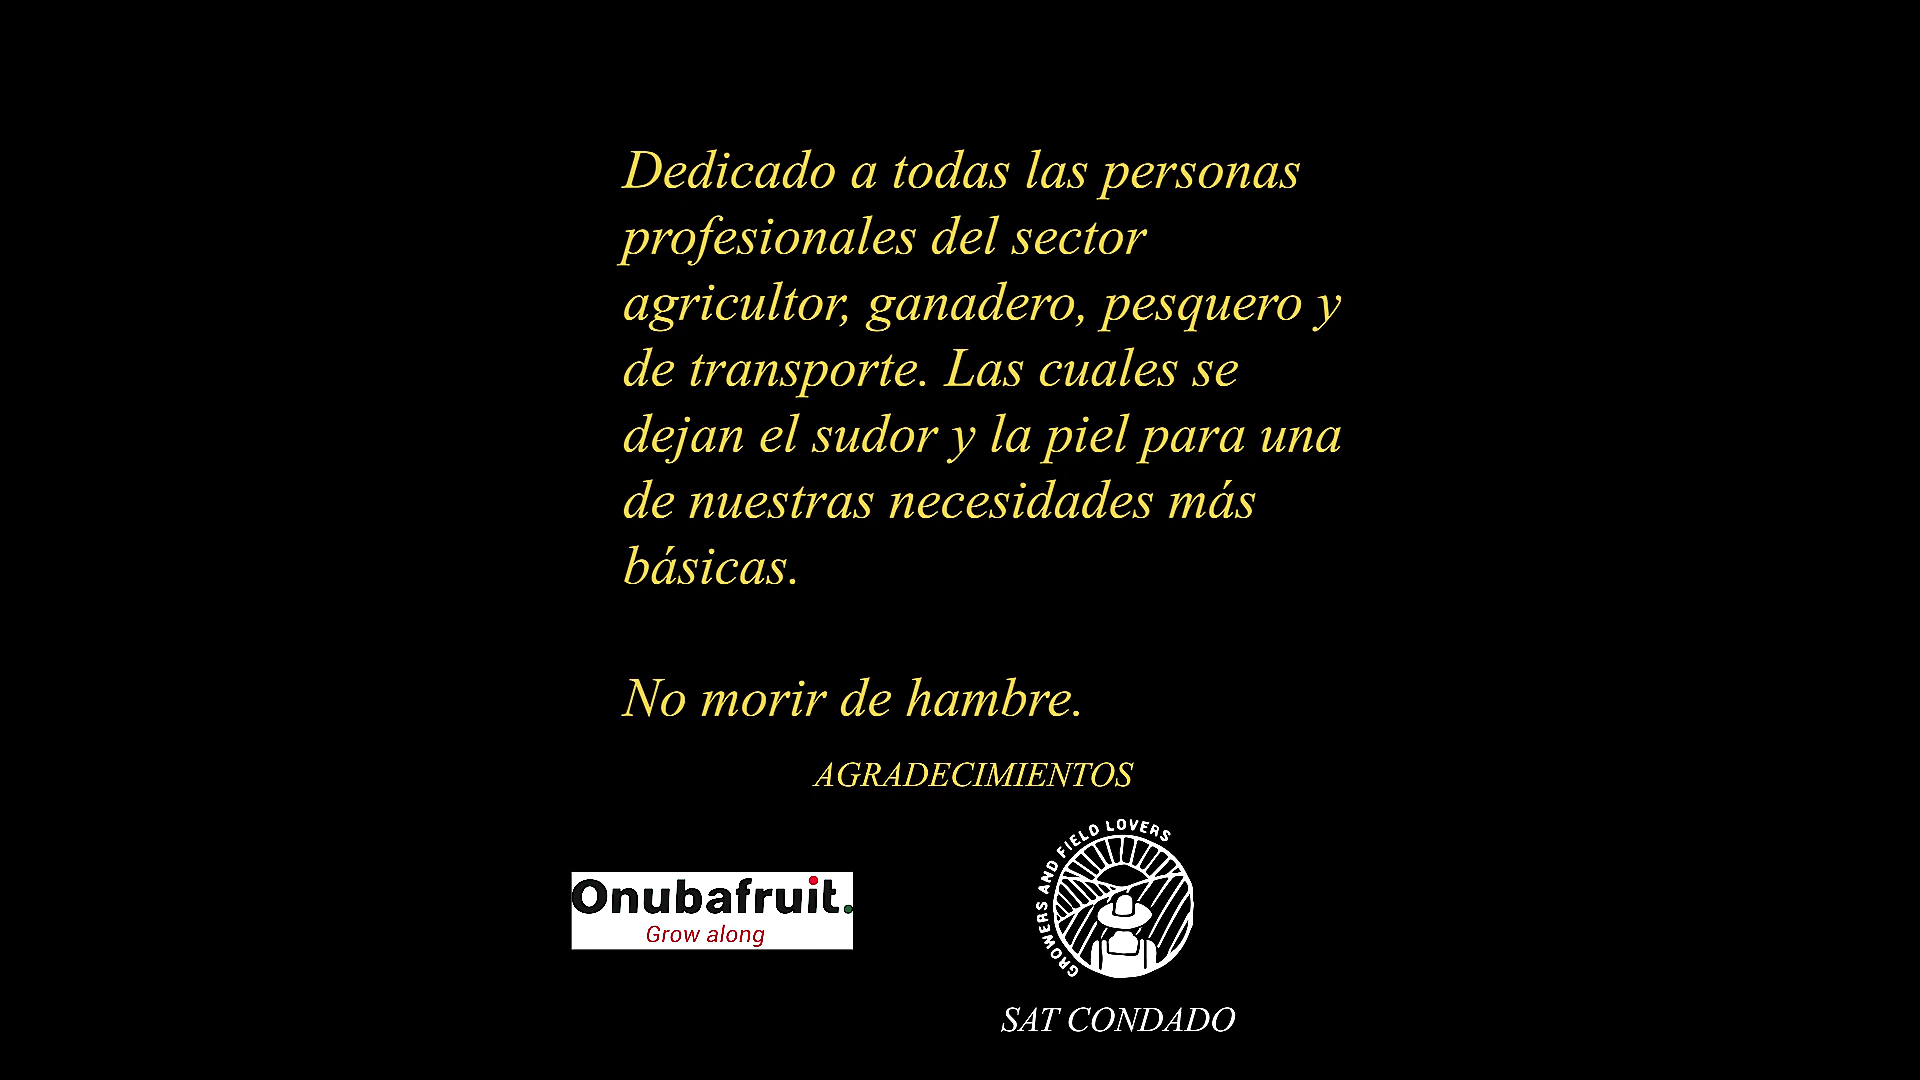 Dedicado a todas las personas
profesionales del sector
agricultor, ganadero, pesquero y
de transporte. Las cuales se
dejan el sudor y la piel para una
de nuestras necesidades más
básicas.
No morir de hambre.
AGRADECIMIENTOS
Onubafruit.
Grow along
GROWERS AND FIELD LOVERS
SAT CONDADO